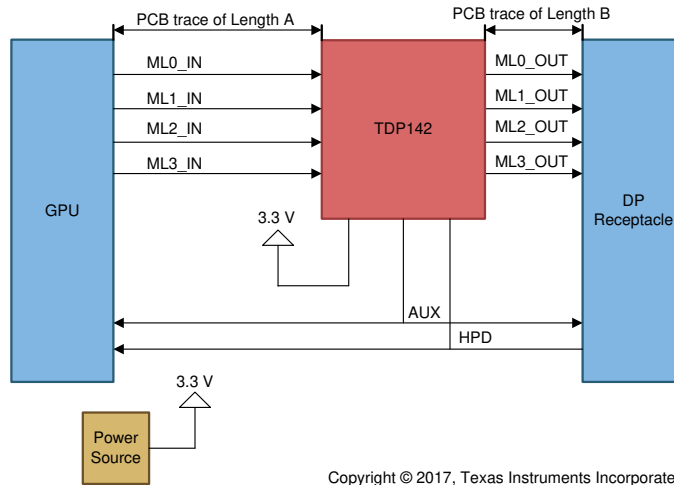 PCB trace of Length A
PCB trace of Length B
ML0_IN
ML1_IN
ML2_IN
ML3_IN
ML0_OUT
ML1_OUT
ML2_OUT
ML3_OUT
GPU
TDP142
DP
Receptacle
3.3 V
AUX
HPD
3.3 V
Power
Source
Copyright © 2017, Texas Instruments Incorporate